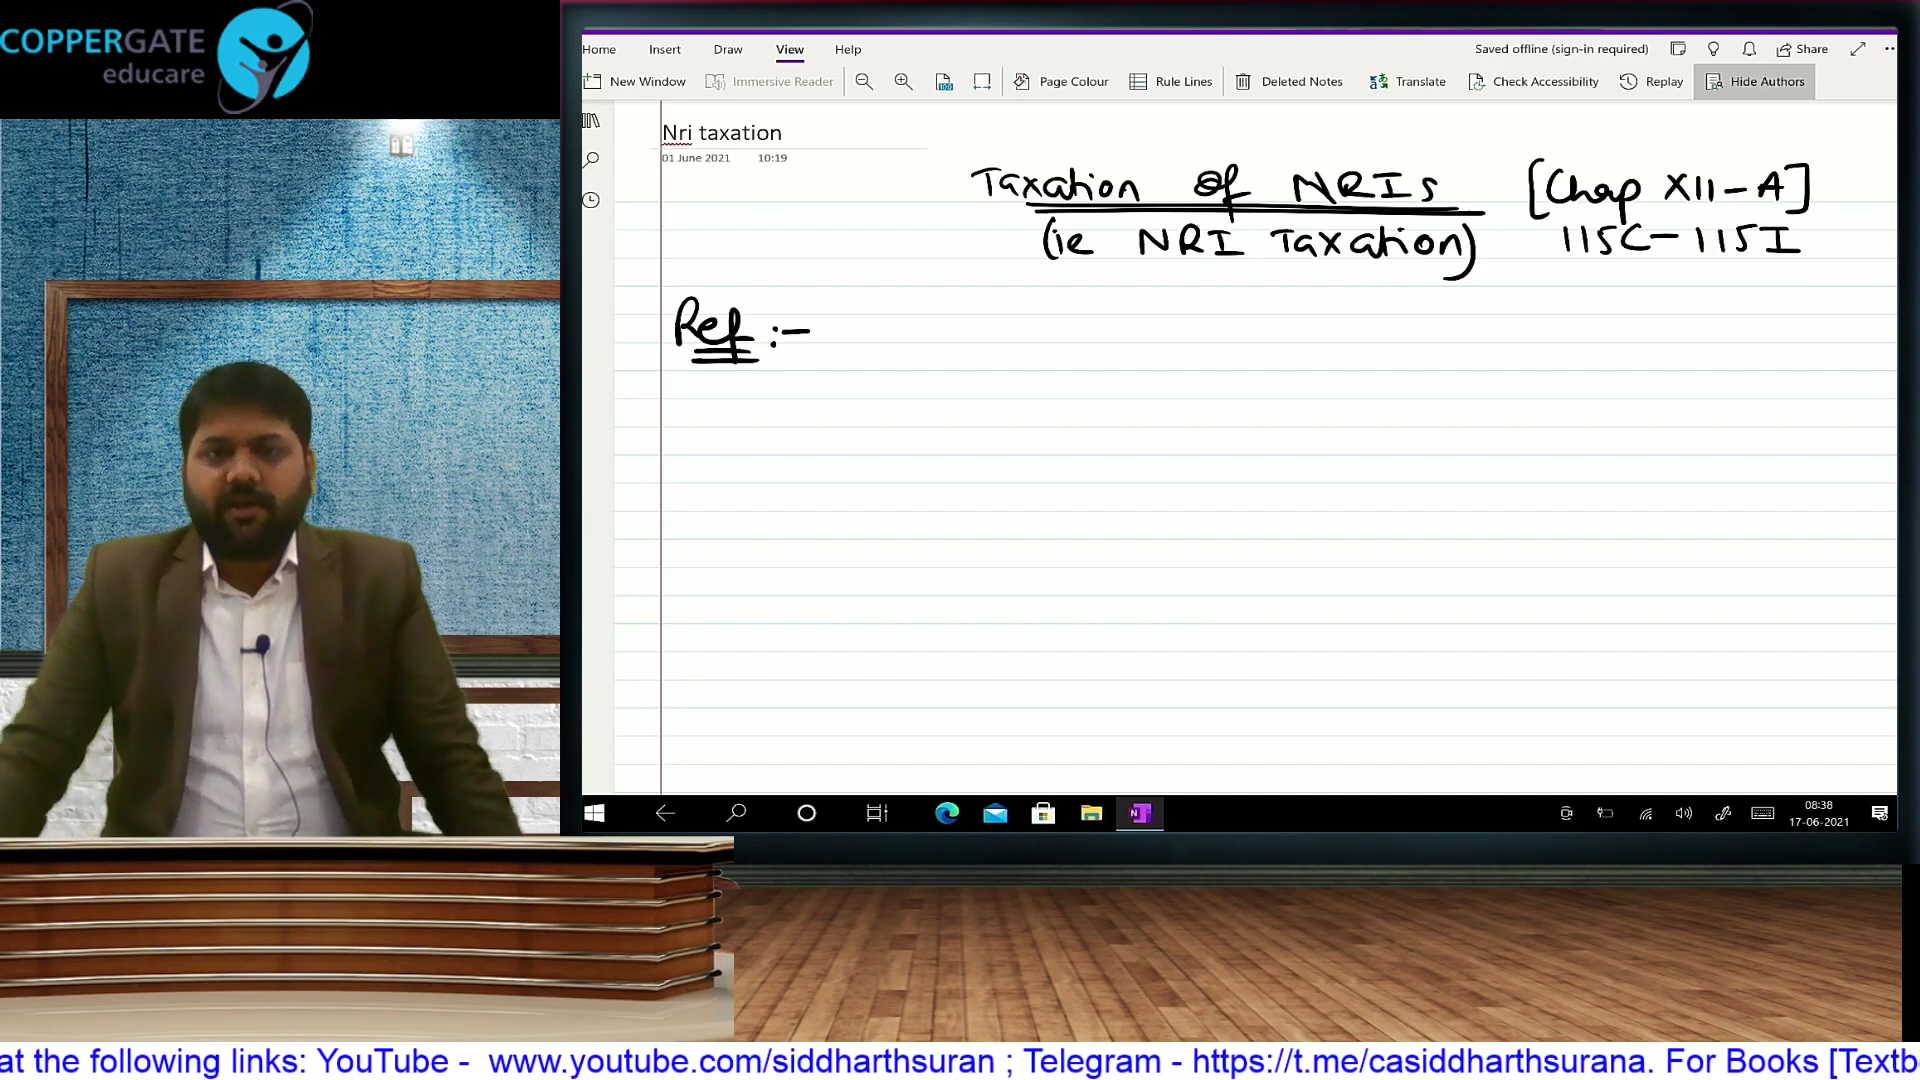 COPPERGATE
educare
Home Insert Draw View Help
Saved offline (sign-in required) Share
New Window Immersive Reader Page Colour Rule Lines Deleted Notes Translate Check Accessibility Replay Hide Authors
Nri taxation
01 June 2021 10:19
Taxation of NRIs [Chap XII-A]
(ie NRI Taxation) 115C-115I
Ref :-
08:38
17-06-2021
at the following links: YouTube - www.youtube.com/siddharthsuran ; Telegram - https://t.me/casiddharthsurana. For Books [Textb